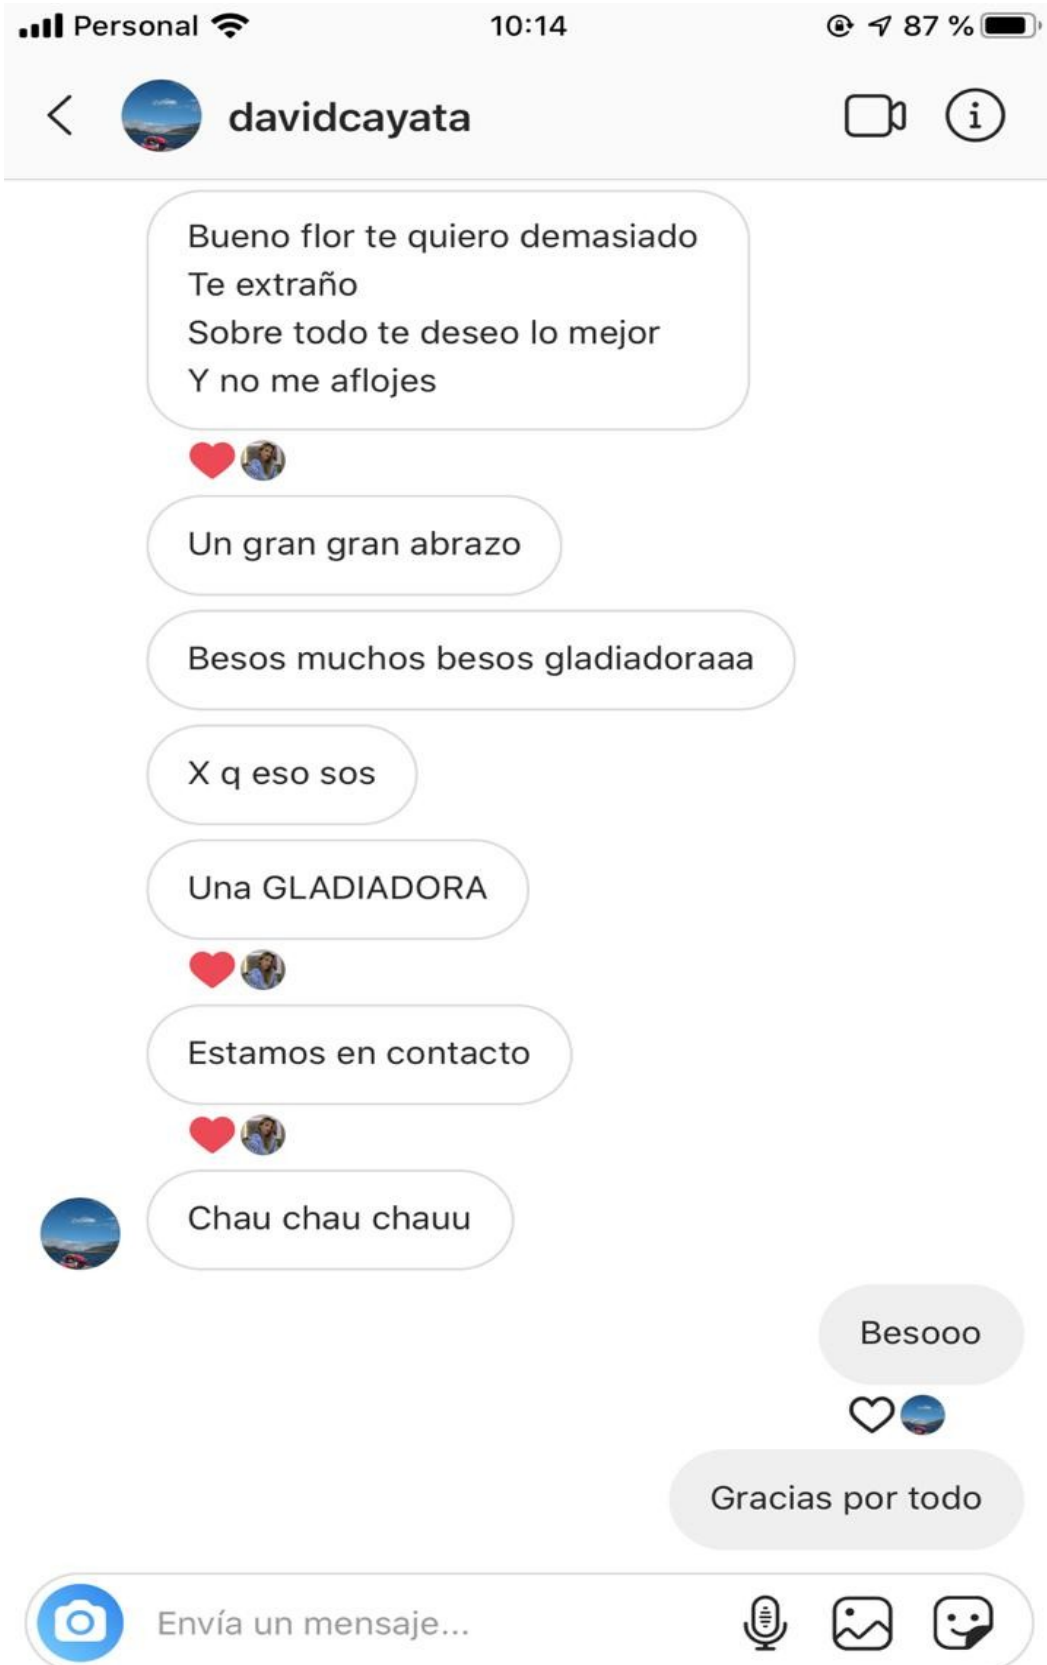 Personal
10:14
87 %
davidcayata
Bueno flor te quiero demasiado
Te extraño
Sobre todo te deseo lo mejor
Y no me aflojes
Un gran gran abrazo
Besos muchos besos gladiadoraaa
X q eso sos
Una GLADIADORA
Estamos en contacto
Chau chau chauu
Besooo
Gracias por todo
Envía un mensaje...